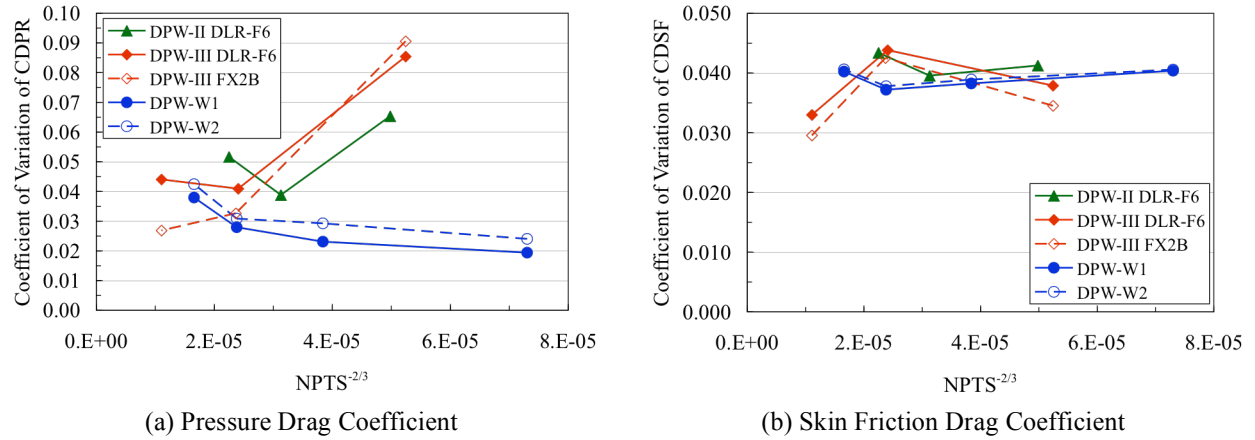 Coefficient of Variation of CDPR
0.10
0.09
0.08
0.07
0.06
0.05
0.04
0.03
0.02
0.01
0.00
DPW-II DLR-F6
DPW-III DLR-F6
DPW-III FX2B
DPW-W1
DPW-W2
0.E+00 2.E-05 4.E-05 6.E-05 8.E-05
NPTS-2/3
(a) Pressure Drag Coefficient
Coefficient of Variation of CDSF
0.050
0.040
0.030
0.020
0.010
0.000
DPW-II DLR-F6
DPW-III DLR-F6
DPW-III FX2B
DPW-W1
DPW-W2
0.E+00 2.E-05 4.E-05 6.E-05 8.E-05
NPTS-2/3
(b) Skin Friction Drag Coefficient